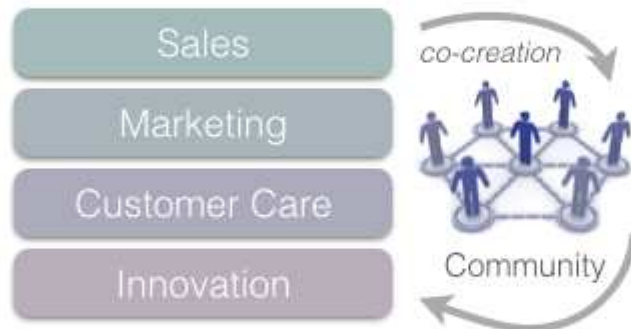 Sales
co-creation
Marketing
Customer Care
Innovation
Community